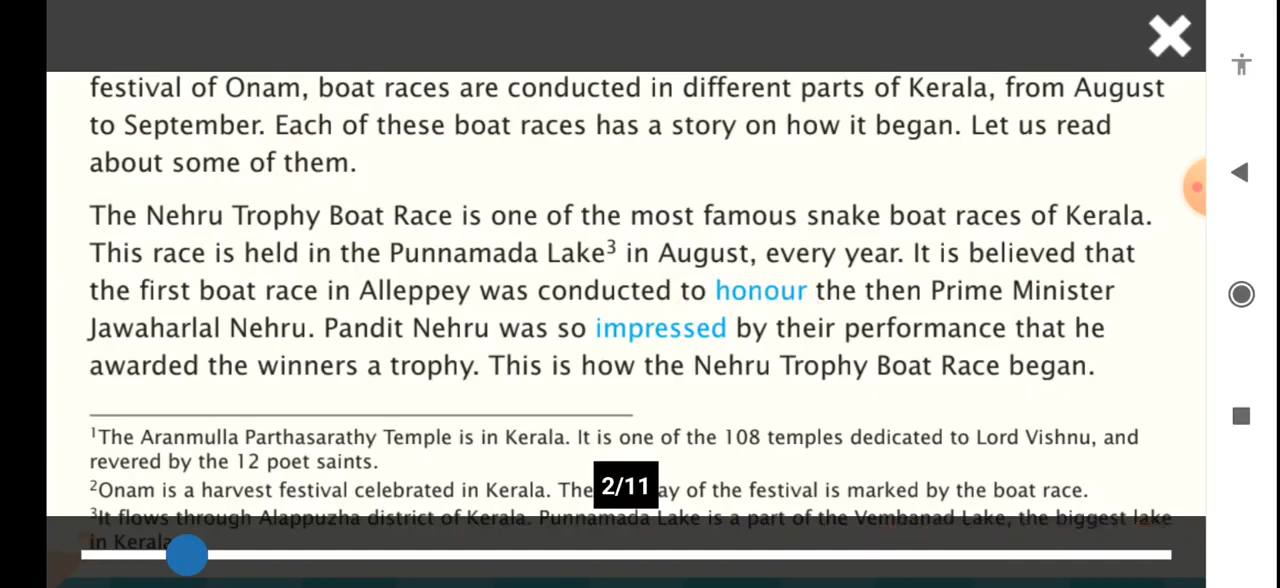 festival of Onam, boat races are conducted in different parts of Kerala, from August
to September. Each of these boat races has a story on how it began. Let us read
about some of them.
The Nehru Trophy Boat Race is one of the most famous snake boat races of Kerala.
This race is held in the Punnamada Lake³ in August, every year. It is believed that
the first boat race in Alleppey was conducted to honour the then Prime Minister
Jawaharlal Nehru. Pandit Nehru was so impressed by their performance that he
awarded the winners a trophy. This is how the Nehru Trophy Boat Race began.
¹The Aranmulla Parthasarathy Temple is in Kerala. It is one of the 108 temples dedicated to Lord Vishnu, and
revered by the 12 poet saints.
²Onam is a harvest festival celebrated in Kerala. The ay of the festival is marked by the boat race.
2/11
³It flows through Alappuzha district of Kerala. Punnamada Lake is a part of the Vembanad Lake, the biggest lake
in Kerala